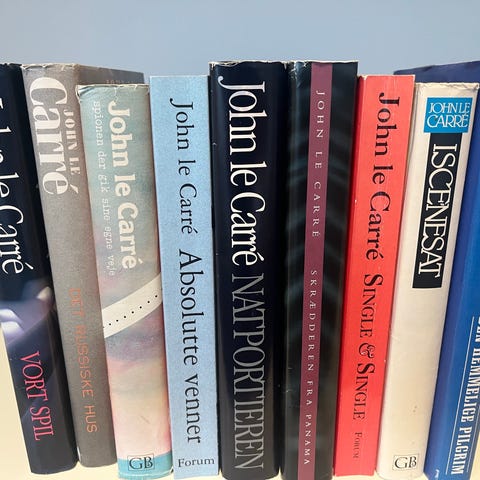 John le Carré
VORT SPIL
JOHN LE
Carré
DET RUSSISKE HUS
John le Carré
spionen der gik sine egne veje
GB
John le Carré Absolutte venner
Forum
John le Carré NATPORTIEREN
JOHN LE CARRÉ SKRÆDDEREN FRA PANAMA
John le Carré SINGLE & SINGLE FORUM
JOHN LE
CARRÉ
ISCENESAT
GB
DEN HEMMELIGE PILGRIM